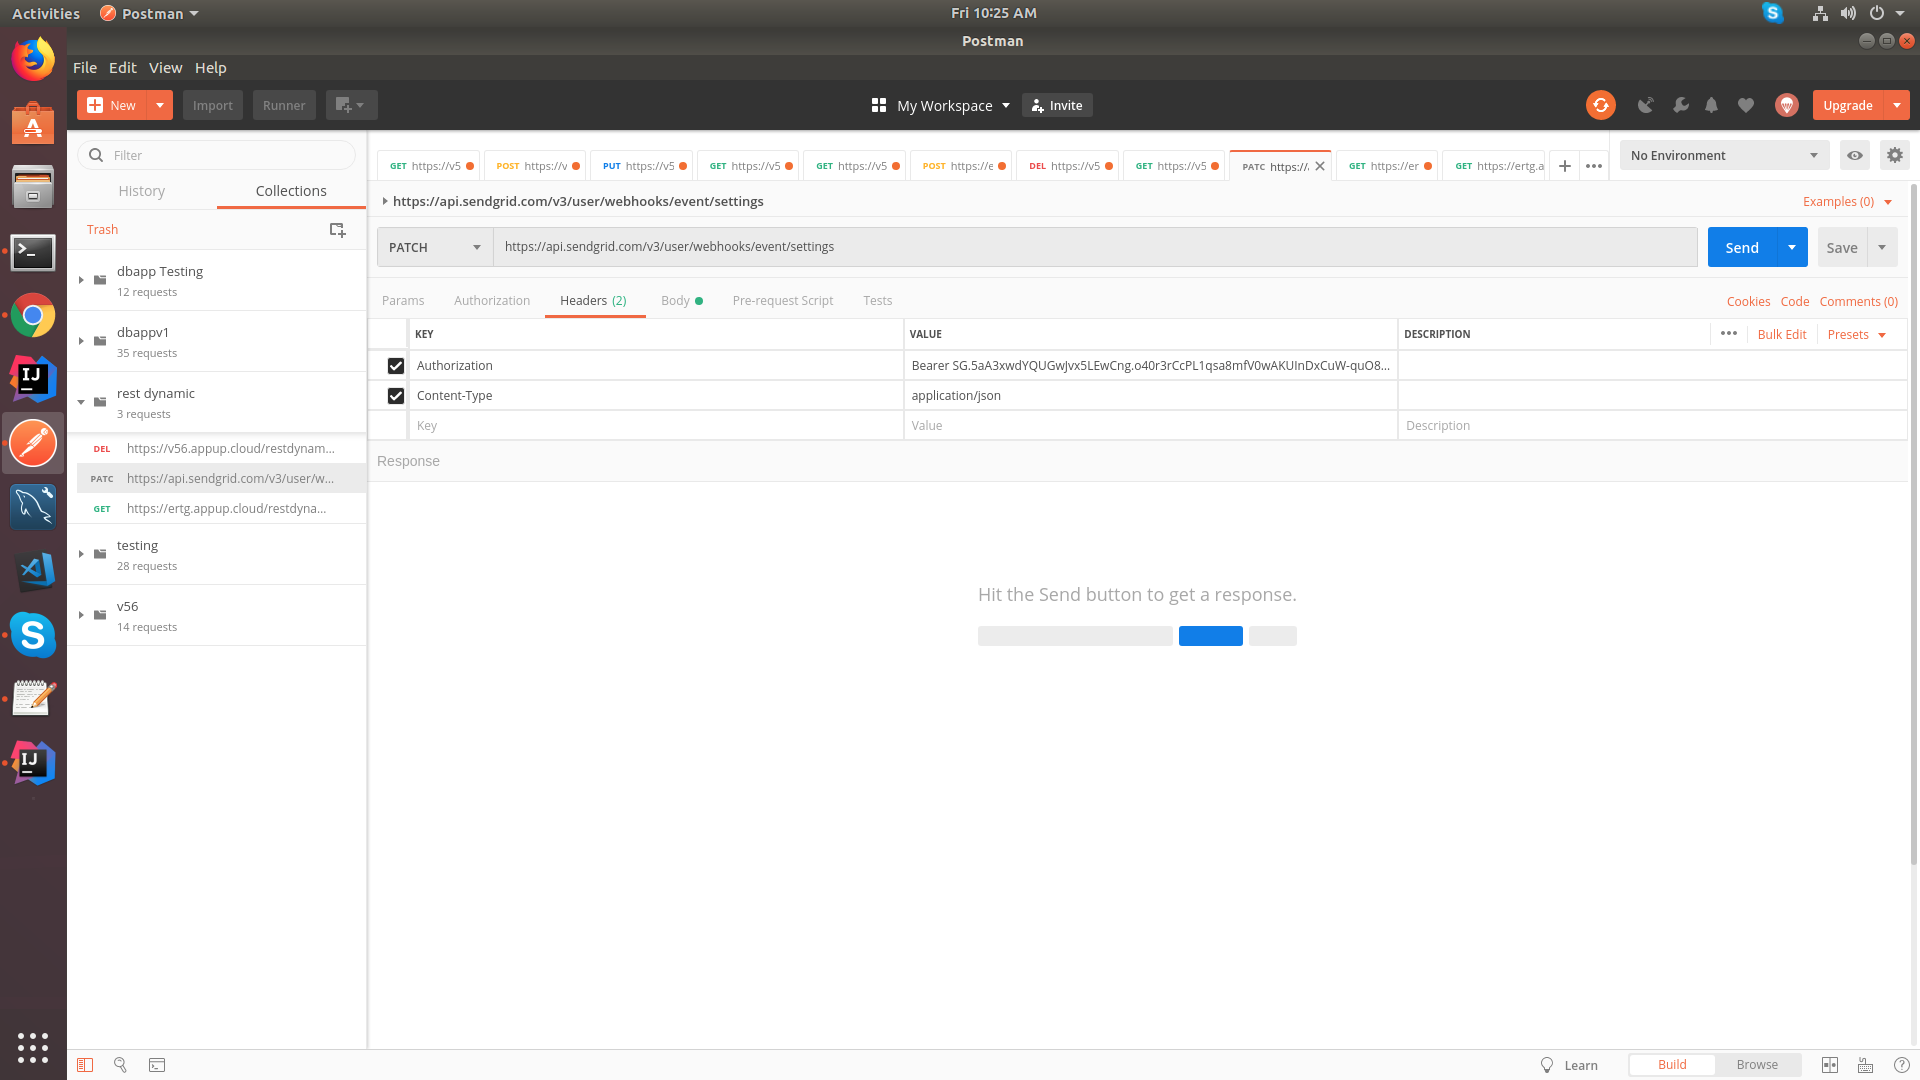 Activities
Postman
Fri 10:25 AM
Postman
File Edit View Help
New Import Runner
My Workspace Invite
Upgrade
Filter
History Collections
Trash
dbapp Testing
12 requests
dbappv1
35 requests
rest dynamic
3 requests
DEL https://v56.appup.cloud/restdynam...
PATC https://api.sendgrid.com/v3/user/w...
GET https://ertg.appup.cloud/restdyna...
testing
28 requests
v56
14 requests
GET https://v5 POST https://v PUT https://v5 GET https://v5 GET https://v5 POST https://e DEL https://v5 GET https://v5 PATC https:// GET https://er GET https://ertg.a
No Environment
https://api.sendgrid.com/v3/user/webhooks/event/settings
Examples (0)
PATCH https://api.sendgrid.com/v3/user/webhooks/event/settings
Send Save
Params Authorization Headers (2) Body Pre-request Script Tests
Cookies Code Comments (0)
KEY VALUE DESCRIPTION
Bulk Edit Presets
Authorization Bearer SG.5aA3xwdYQUGwJvx5LEwCng.o40r3rCcPL1qsa8mfV0wAKUInDxCuW-quO8...
Content-Type application/json
Key Value Description
Response
Hit the Send button to get a response.
Learn
Build Browse